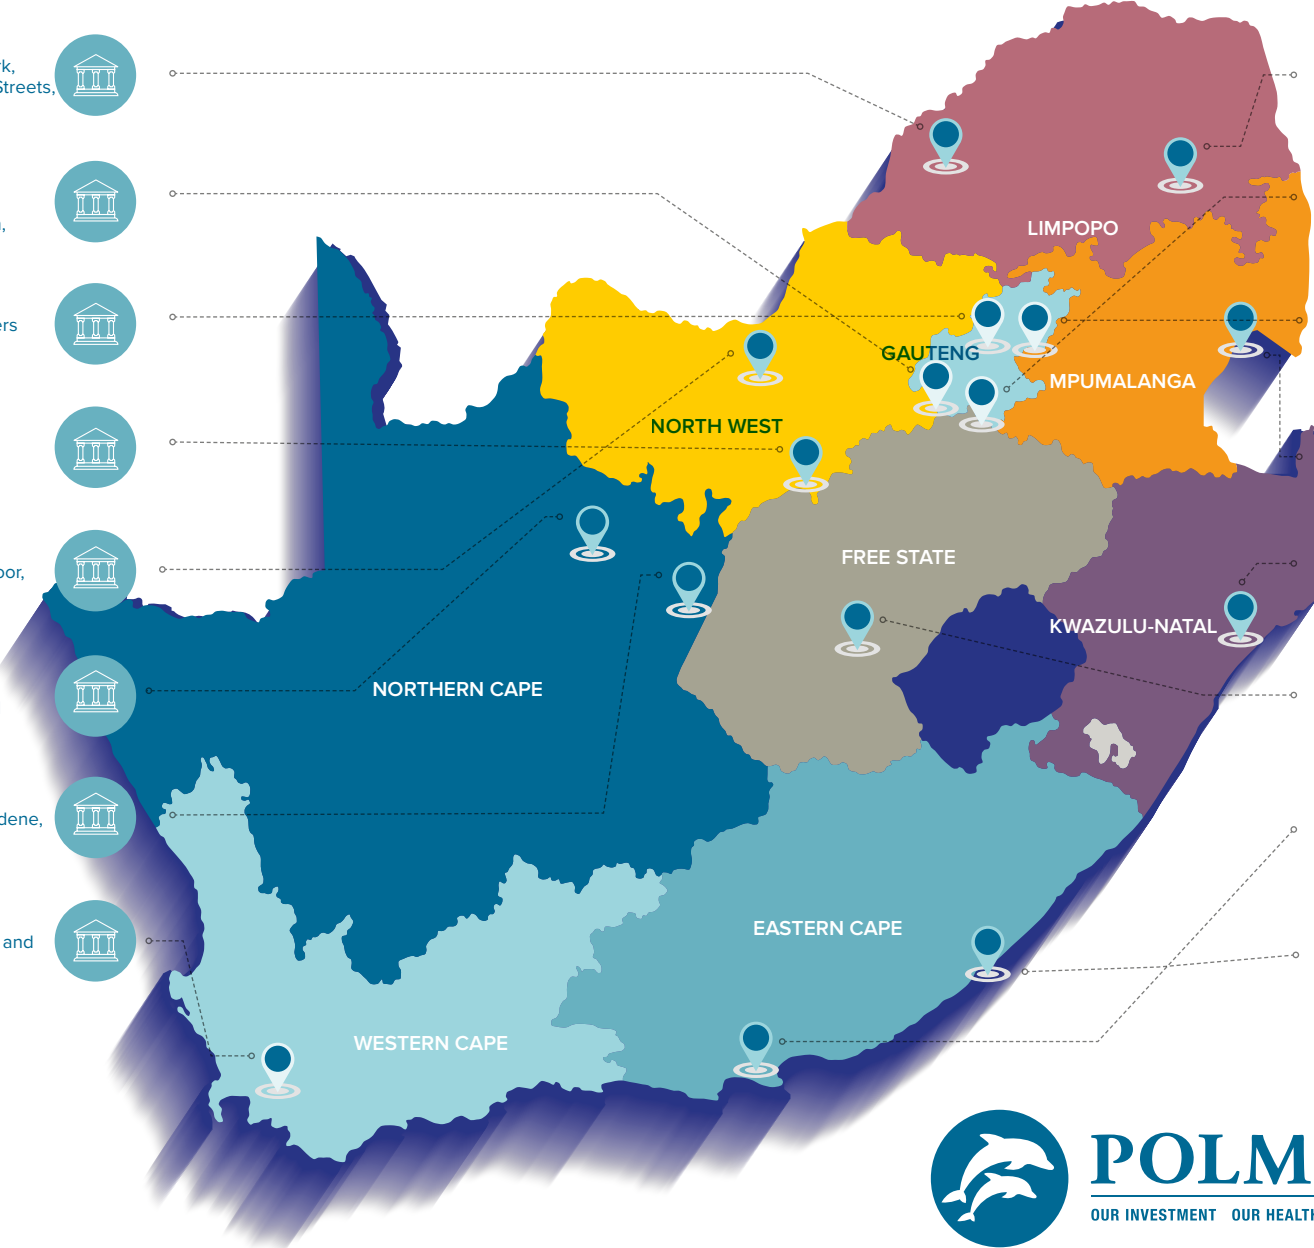 rk,
Streets,
,
ers
oor,
dene,
and
LIMPOPO
GAUTENG
MPUMALANGA
NORTH WEST
FREE STATE
KWAZULU-NATAL
NORTHERN CAPE
EASTERN CAPE
WESTERN CAPE
POLM
OUR INVESTMENT OUR HEALTH